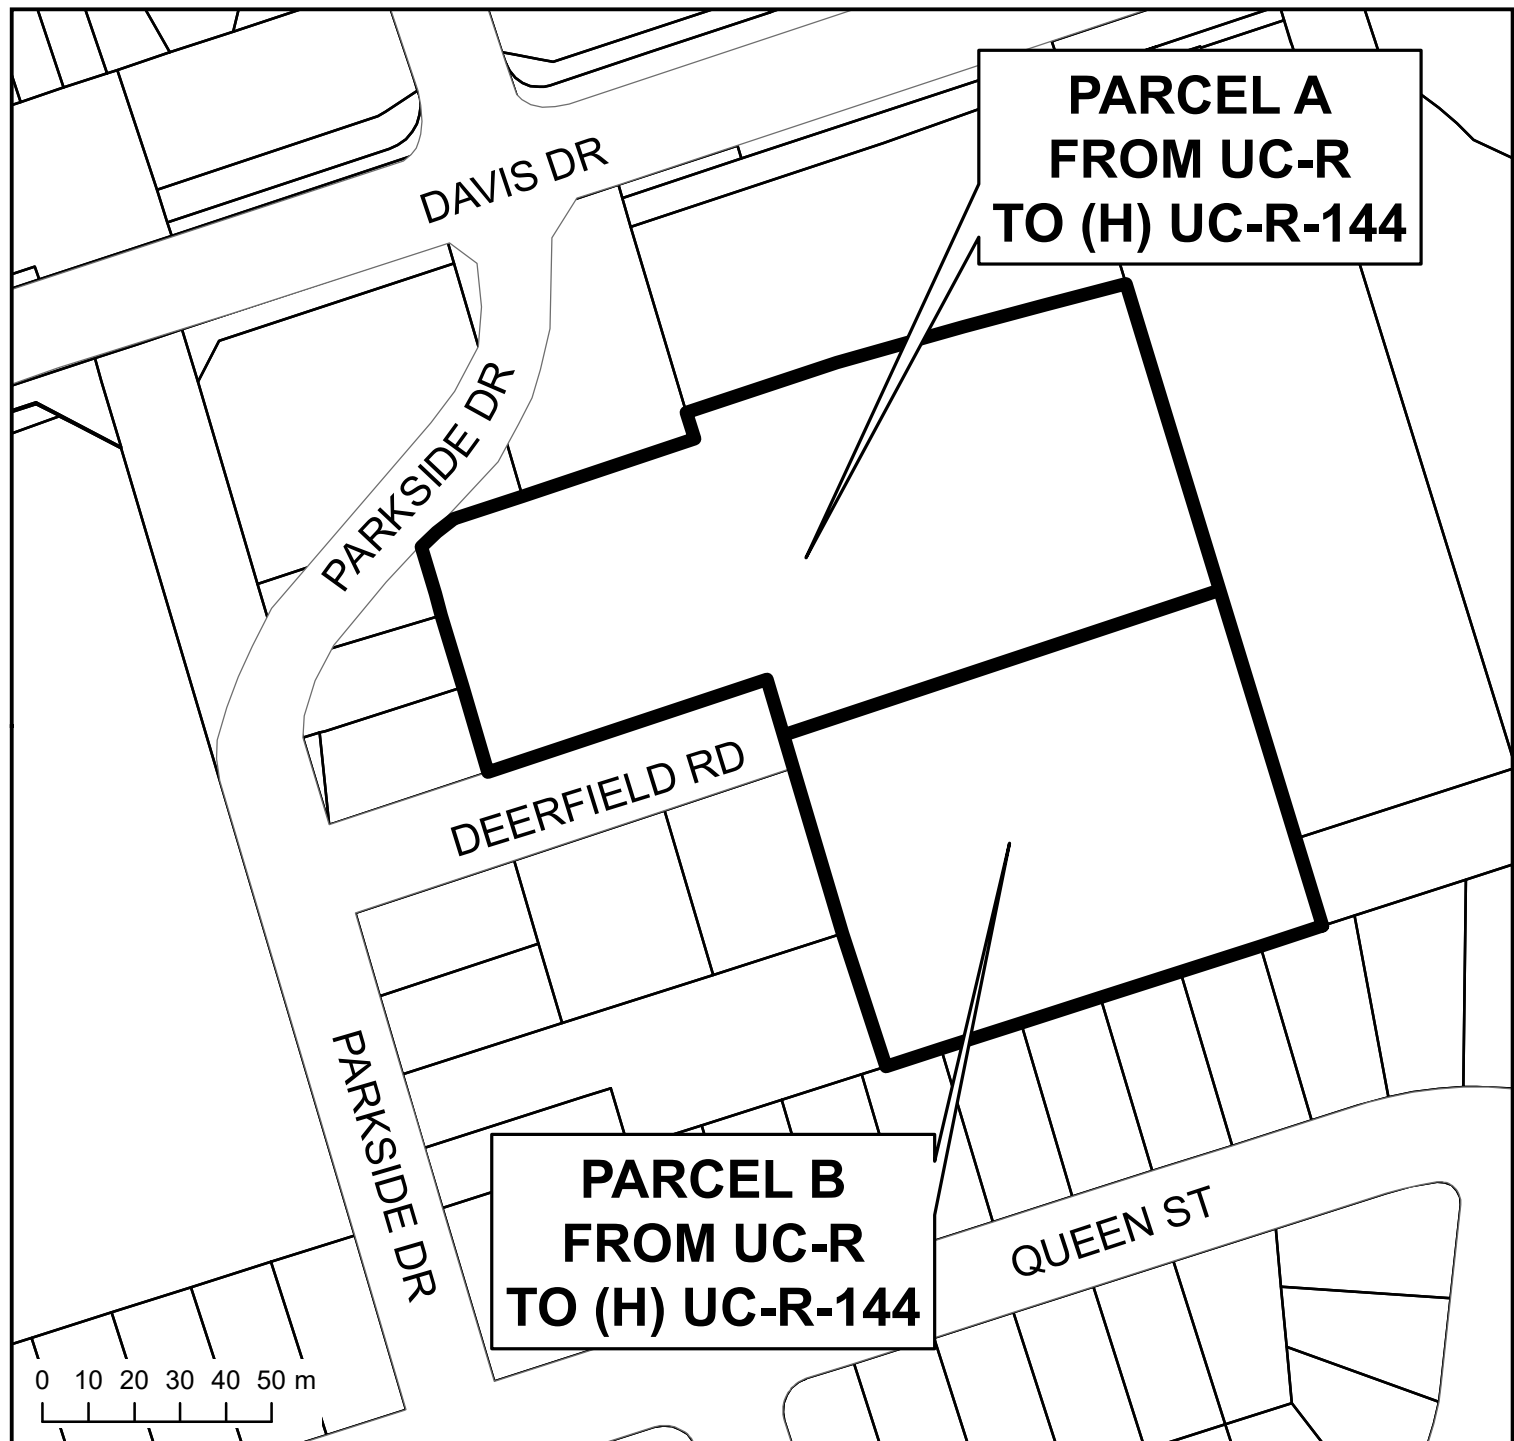 PARCEL A
FROM UC-R
TO (H) UC-R-144
DAVIS DR
PARKSIDE DR
DEERFIELD RD
PARKSIDE DR
PARCEL B
FROM UC-R
TO (H) UC-R-144
QUEEN ST
0 10 20 30 40 50 m